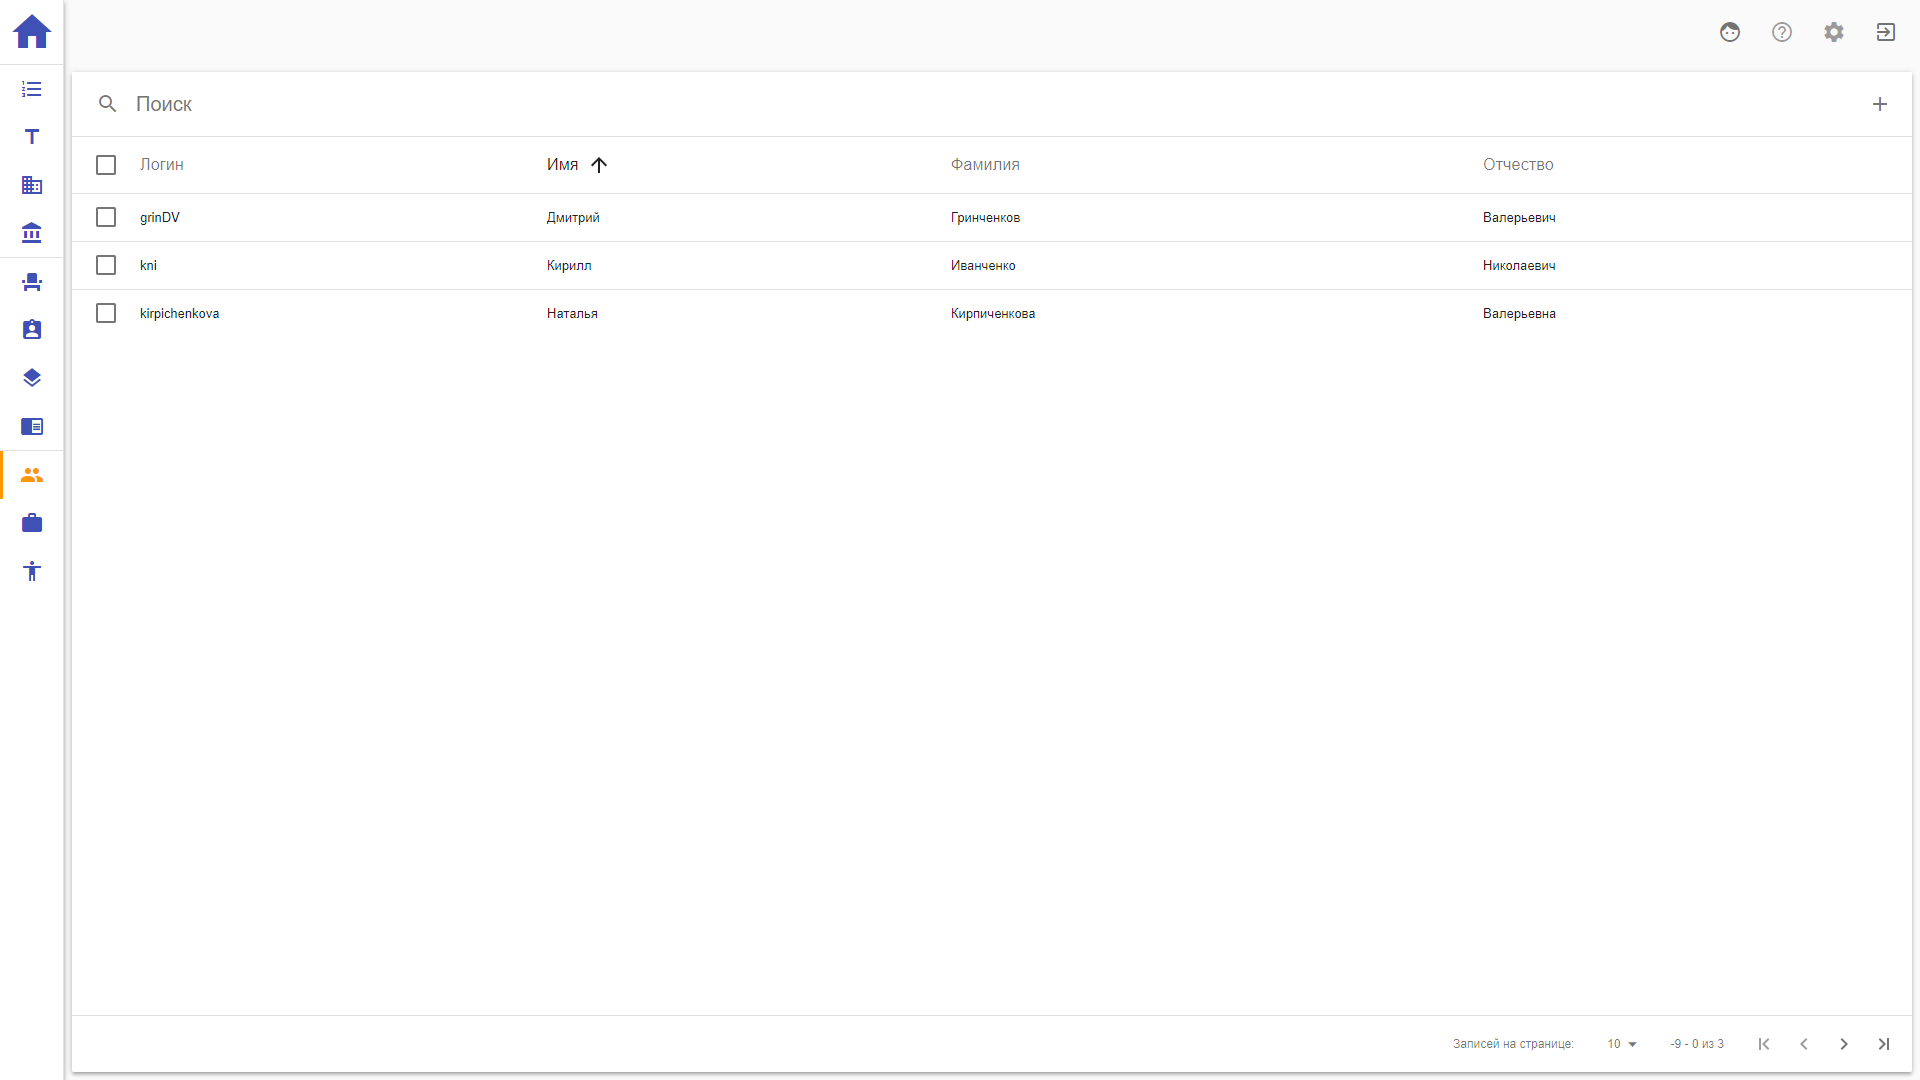 Поиск
Логин Имя Фамилия Отчество
grinDV Дмитрий Гринченков Валерьевич
kni Кирилл Иванченко Николаевич
kirpichenkova Наталья Кирпиченкова Валерьевна
Записей на странице: 10 -9 - 0 из 3